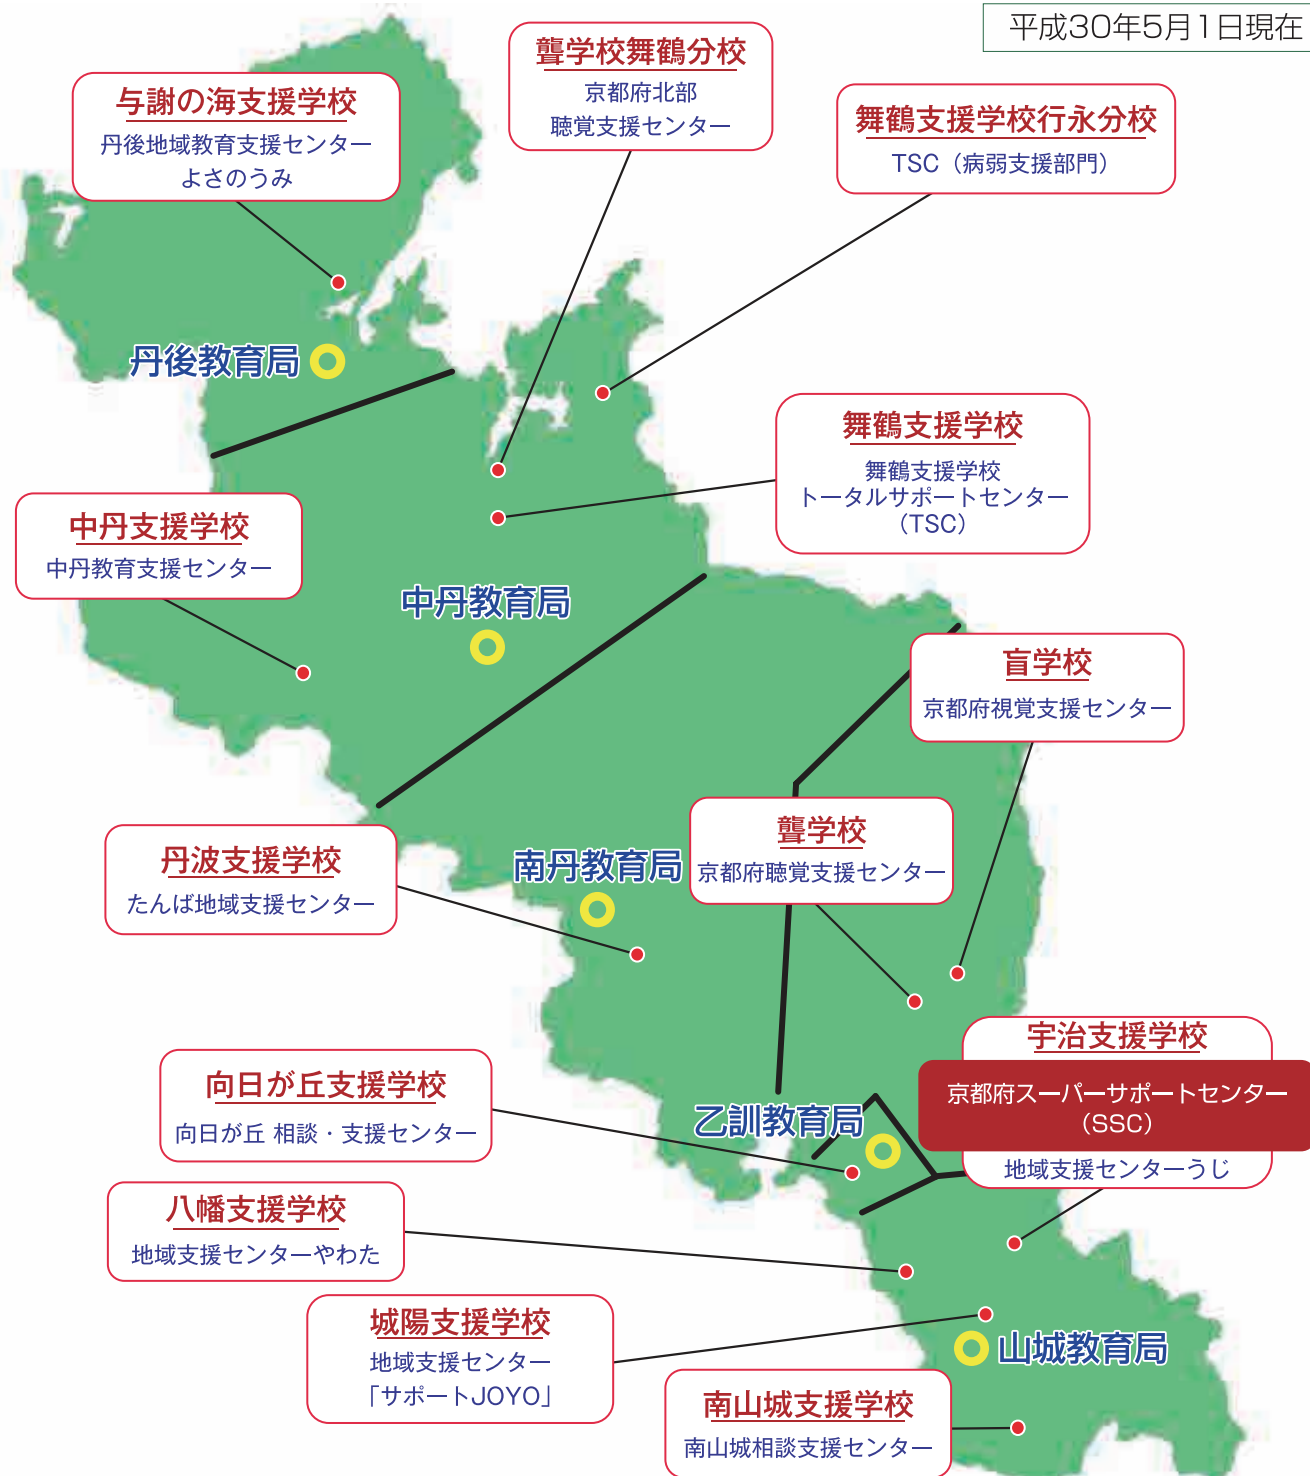 平成30年5月1日現在
聾学校舞鶴分校
京都府北部
聴覚支援センター
与謝の海支援学校
丹後地域教育支援センター
よさのうみ
舞鶴支援学校行永分校
TSC（病弱支援部門）
丹後教育局
舞鶴支援学校
舞鶴支援学校
トータルサポートセンター
（TSC）
中丹支援学校
中丹教育支援センター
中丹教育局
盲学校
京都府視覚支援センター
聾学校
京都府聴覚支援センター
丹波支援学校
たんば地域支援センター
南丹教育局
宇治支援学校
京都府スーパーサポートセンター
（SSC）
地域支援センターうじ
向日が丘支援学校
向日が丘 相談・支援センター
乙訓教育局
八幡支援学校
地域支援センターやわた
城陽支援学校
地域支援センター
「サポートJOYO」
山城教育局
南山城支援学校
南山城相談支援センター